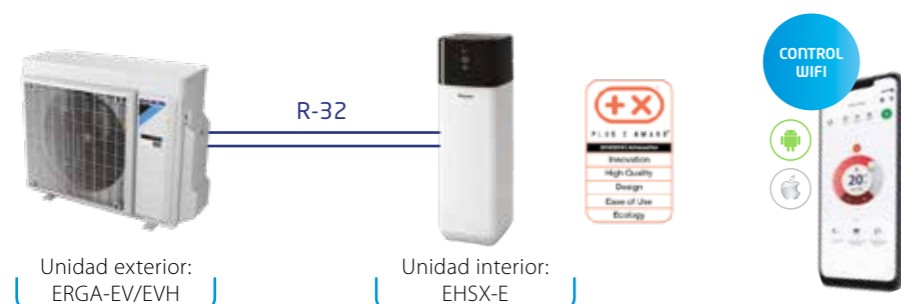 CONTROL
WIFI
R-32
PLUS X AWARD
Innovation
High Quality
Design
Ease of Use
Ecology
20
Unidad exterior:
ERGA-EV/EVH
Unidad interior:
EHSX-E